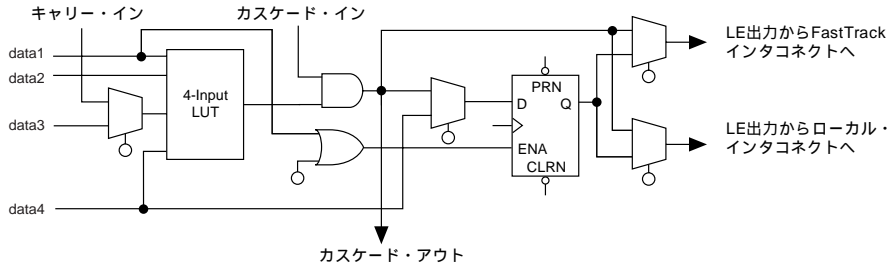 キャリー・イン
カスケード・イン
data1
data2
data3
data4
4-Input
LUT
PRN
D
Q
ENA
CLRN
LE出力からFastTrack
インタコネクトへ
LE出力からローカル・
インタコネクトへ
カスケード・アウト